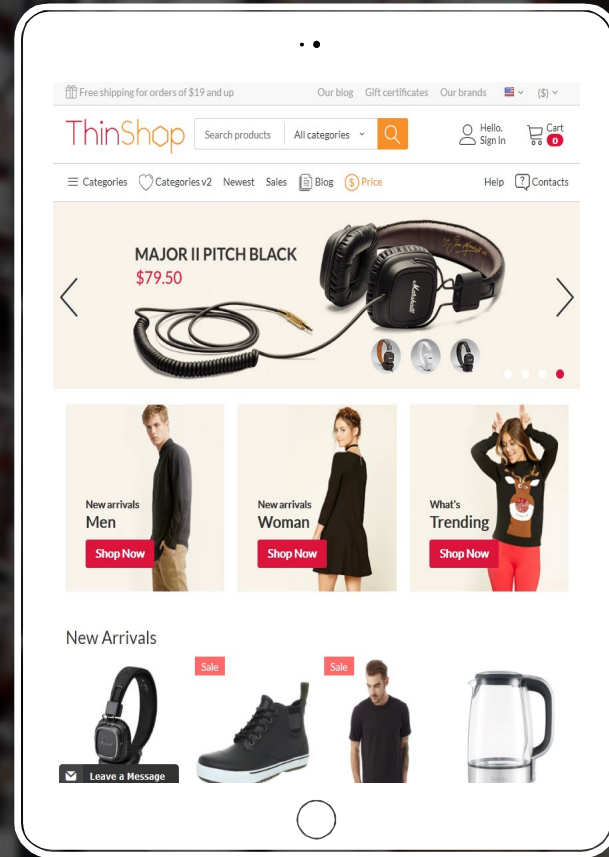 Free shipping for orders of $19 and up Our blog Gift certificates Our brands ($)
ThinShop Search products All categories Hello. Sign In Cart 0
Categories Categories v2 Newest Sales Blog $ Price Help ? Contacts
MAJOR II PITCH BLACK
$79.50
Marshall
New arrivals
Men
Shop Now
New arrivals
Woman
Shop Now
What's
Trending
Shop Now
New Arrivals
Sale
Sale
Leave a Message